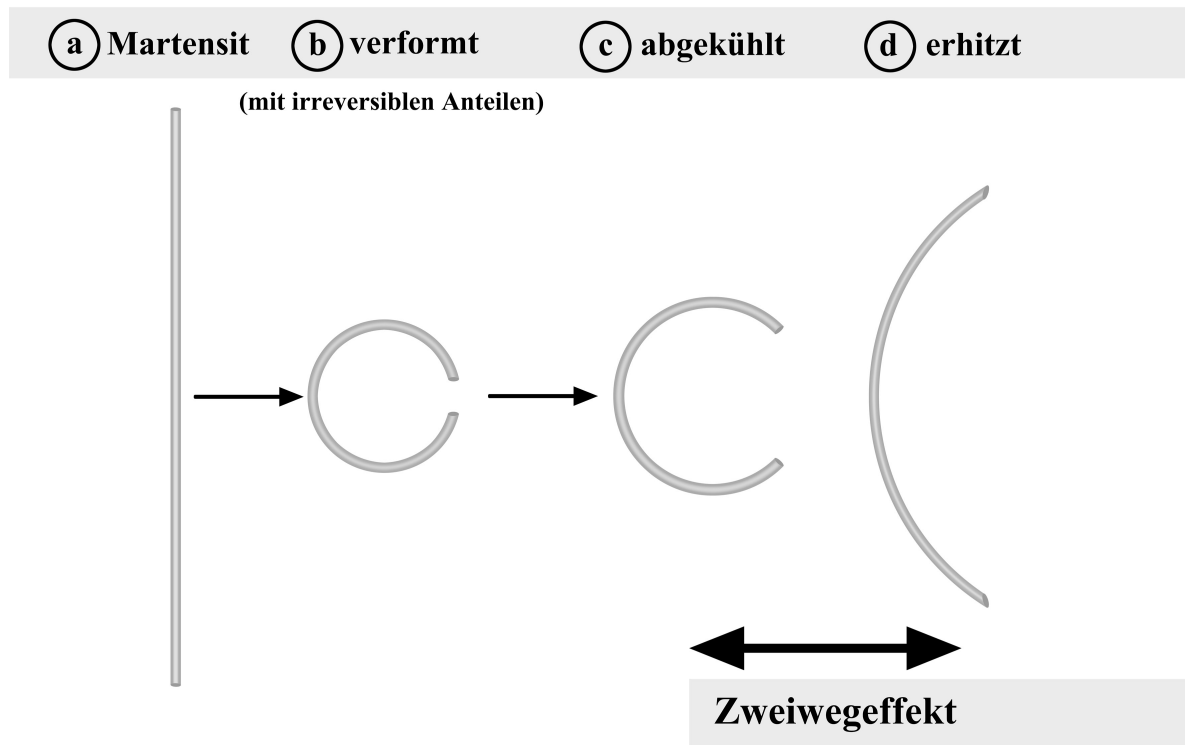 a Martensit b verformt c abgekühlt d erhitzt
(mit irreversiblen Anteilen)
Zweiwegeffekt